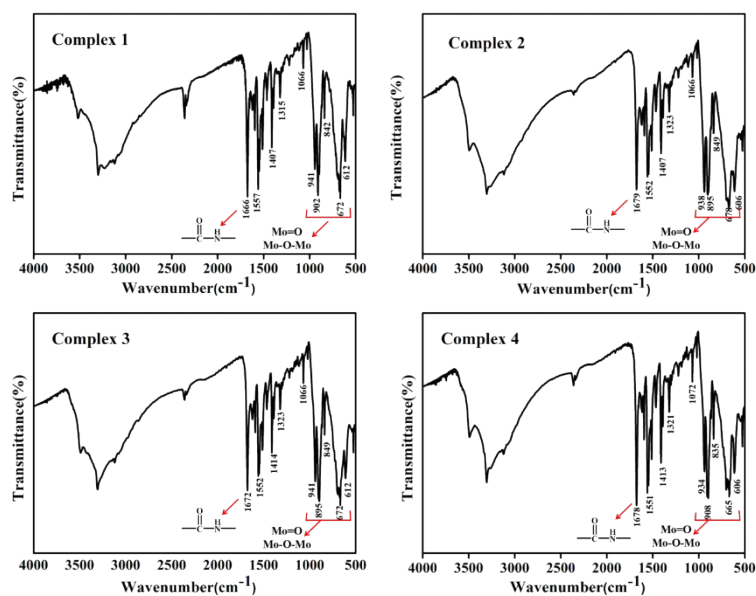 Complex 1
Transmittance(%)
1666
1557
1407
1315
1066
941
902
842
672
612
O
H
C
N
Mo=O
Mo-O-Mo
4000 3500 3000 2500 2000 1500 1000 500
Wavenumber(cm-1)
Complex 2
Transmittance(%)
1679
1552
1407
1323
1066
938
895
849
678
606
O
H
C
N
Mo=O
Mo-O-Mo
4000 3500 3000 2500 2000 1500 1000 500
Wavenumber(cm-1)
Complex 3
Transmittance(%)
1672
1552
1414
1323
1066
941
895
849
672
612
O
H
C
N
Mo=O
Mo-O-Mo
4000 3500 3000 2500 2000 1500 1000 500
Wavenumber(cm-1)
Complex 4
Transmittance(%)
1678
1551
1413
1321
1072
934
908
835
665
606
O
H
C
N
Mo=O
Mo-O-Mo
4000 3500 3000 2500 2000 1500 1000 500
Wavenumber(cm-1)